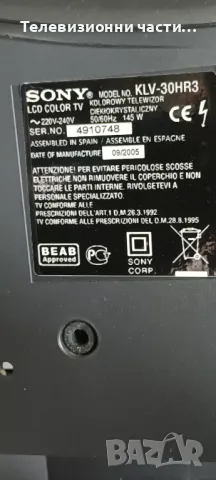 Телевизионни части.
SONY
MODEL NO. KLV-30HR3
LCD COLOR TV
KOLOROWY TELEWIZOR
CIEKŁOKRYSTALICZNY
~220V-240V 50/60Hz 145 W
SER.NO. 4910748
ASSEMBLED IN SPAIN / ASSEMBLE EN ESPAGNE
DATE OF MANUFACTURE 09/2005
ATTENZIONE! PER EVITARE PERICOLOSE SCOSSE
ELETTRICHE NON RIMUOVERE IL COPERCHIO E NON
TOCCARE PARTI INTERNE. RIVOLGETEVI A
PERSONALE SPECIALIZZATO.
TV CONFORME ALLE
PRESCRIZIONI DELL'ART.1 D.M.26.3.1992
TV CONFORME ALLE PRESCRIZIONI DEL D.M.28.8.1995
BEAB
Approved
SONY
CORP.
BAZAR.bg